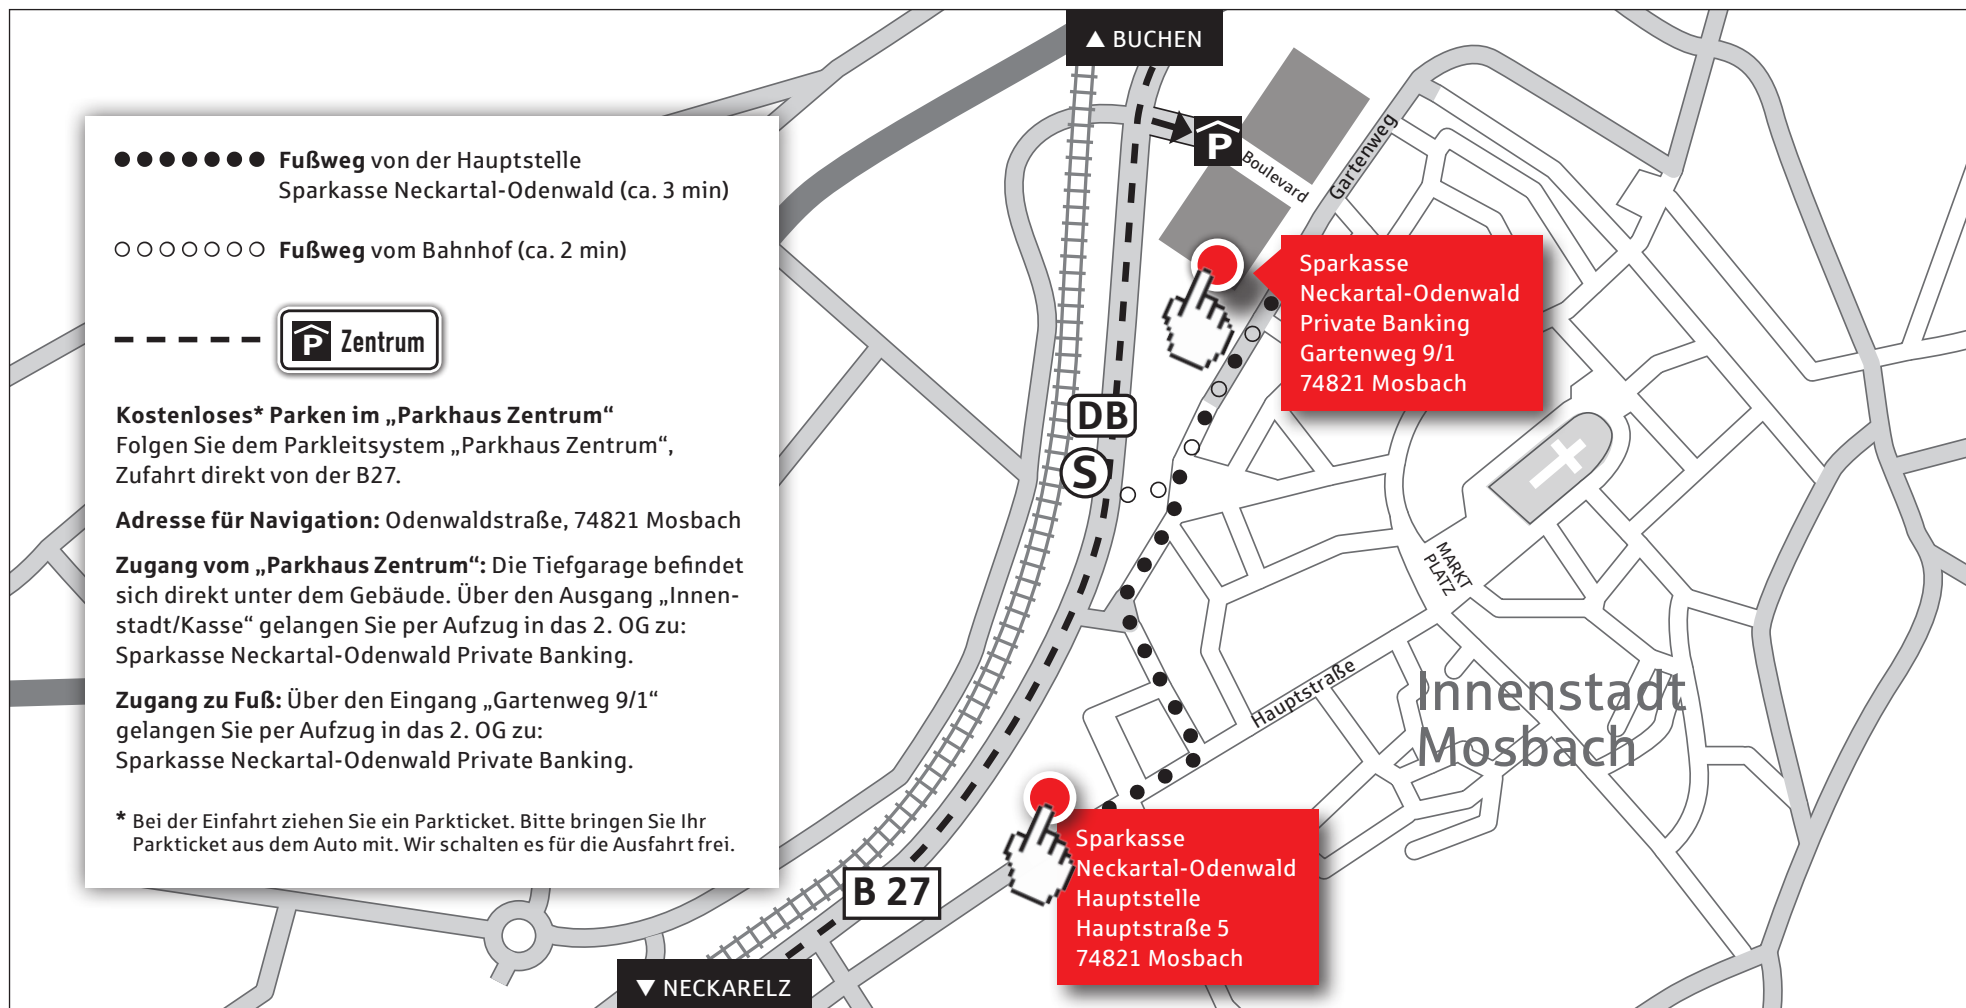 ▲ BUCHEN
Fußweg von der Hauptstelle
Sparkasse Neckartal-Odenwald (ca. 3 min)
Fußweg vom Bahnhof (ca. 2 min)
P Zentrum
Kostenloses* Parken im „Parkhaus Zentrum“
Folgen Sie dem Parkleitsystem „Parkhaus Zentrum“,
Zufahrt direkt von der B27.
Adresse für Navigation: Odenwaldstraße, 74821 Mosbach
Zugang vom „Parkhaus Zentrum“: Die Tiefgarage befindet
sich direkt unter dem Gebäude. Über den Ausgang „Innen-
stadt/Kasse“ gelangen Sie per Aufzug in das 2. OG zu:
Sparkasse Neckartal-Odenwald Private Banking.
Zugang zu Fuß: Über den Eingang „Gartenweg 9/1“
gelangen Sie per Aufzug in das 2. OG zu:
Sparkasse Neckartal-Odenwald Private Banking.
* Bei der Einfahrt ziehen Sie ein Parkticket. Bitte bringen Sie Ihr
Parkticket aus dem Auto mit. Wir schalten es für die Ausfahrt frei.
P
Boulevard
Gartenweg
Sparkasse
Neckartal-Odenwald
Private Banking
Gartenweg 9/1
74821 Mosbach
DB
S
MARKT
PLATZ
Hauptstraße
Innenstadt
Mosbach
Sparkasse
Neckartal-Odenwald
Hauptstelle
Hauptstraße 5
74821 Mosbach
B 27
▼ NECKARELZ